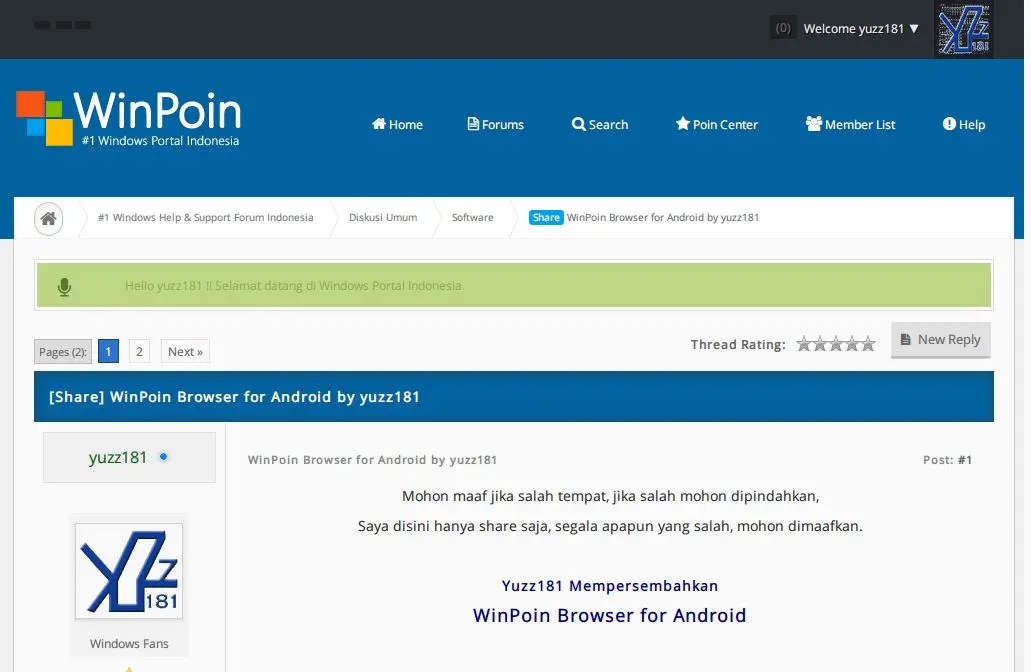 (0) Welcome yuzz181 ▼
YZz
181
WinPoin
#1 Windows Portal Indonesia
Home Forums Search Poin Center Member List Help
#1 Windows Help & Support Forum Indonesia Diskusi Umum Software Share WinPoin Browser for Android by yuzz181
Hello yuzz181 !! Selamat datang di Windows Portal Indonesia.
Pages (2): 1 2 Next » Thread Rating: New Reply
[Share] WinPoin Browser for Android by yuzz181
yuzz181
WinPoin Browser for Android by yuzz181 Post: #1
Mohon maaf jika salah tempat, jika salah mohon dipindahkan,
Saya disini hanya share saja, segala apapun yang salah, mohon dimaafkan.
Yuzz181 Mempersembahkan
WinPoin Browser for Android
YZz
181
Windows Fans